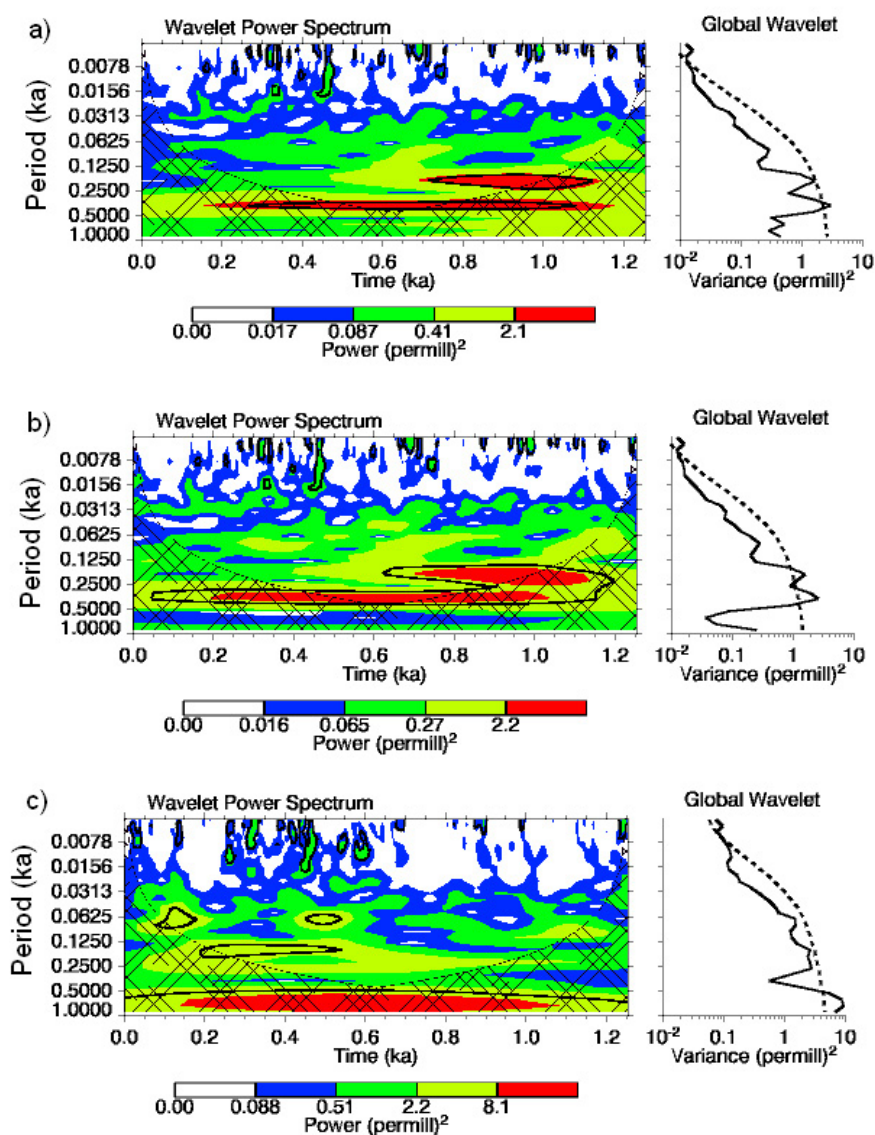 a)
Wavelet Power Spectrum
Global Wavelet
Period (ka)
0.0078
0.0156
0.0313
0.0625
0.1250
0.2500
0.5000
1.0000
0.0 0.2 0.4 0.6 0.8 1.0 1.2
Time (ka)
10-2 0.1 1 10
Variance (permill)2
0.00 0.017 0.087 0.41 2.1
Power (permill)2
b)
Wavelet Power Spectrum
Global Wavelet
Period (ka)
0.0078
0.0156
0.0313
0.0625
0.1250
0.2500
0.5000
1.0000
0.0 0.2 0.4 0.6 0.8 1.0 1.2
Time (ka)
10-2 0.1 1 10
Variance (permill)2
0.00 0.016 0.065 0.27 2.2
Power (permill)2
c)
Wavelet Power Spectrum
Global Wavelet
Period (ka)
0.0078
0.0156
0.0313
0.0625
0.1250
0.2500
0.5000
1.0000
0.0 0.2 0.4 0.6 0.8 1.0 1.2
Time (ka)
10-2 0.1 1 10
Variance (permill)2
0.00 0.088 0.51 2.2 8.1
Power (permill)2